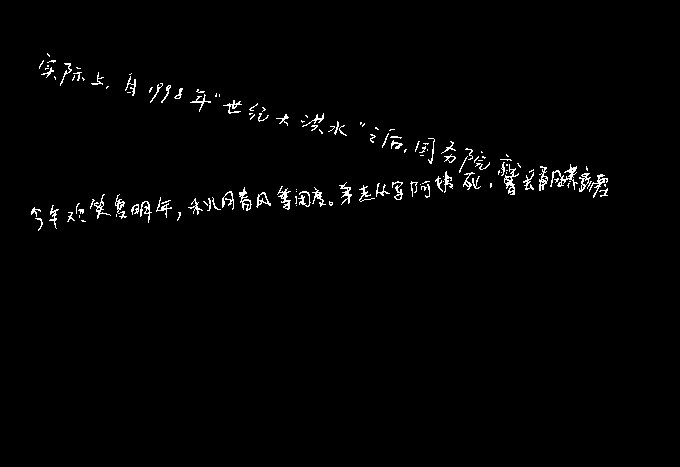 实际上，自1998年“世纪大洪水”之后，国务院就
今年欢笑复明年，秋月春风等闲度。弟走从军阿姨死，